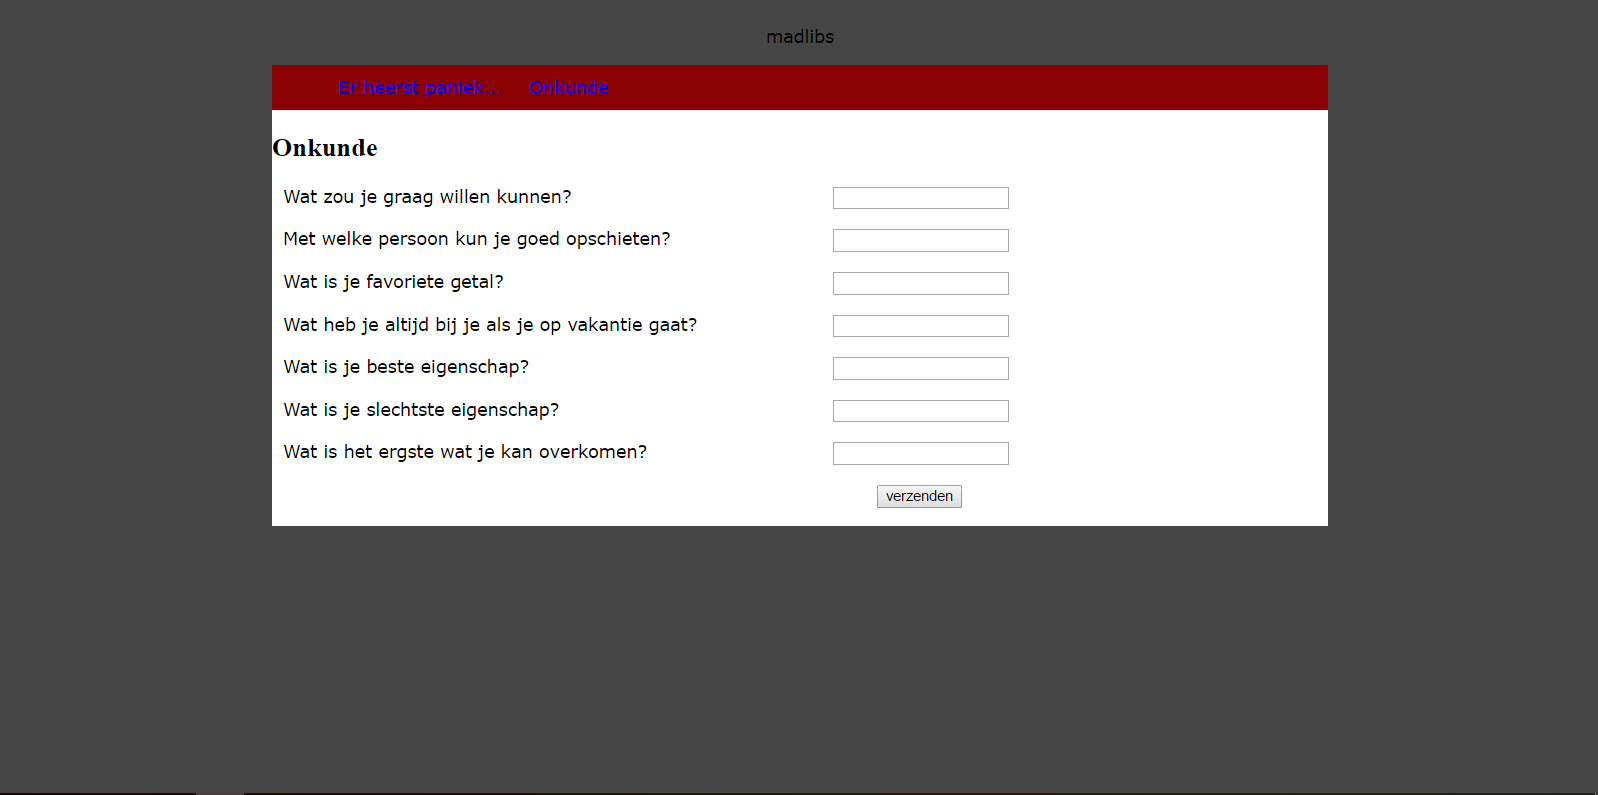 madlibs
Er heerst paniek... Onkunde
Onkunde
Wat zou je graag willen kunnen?
Met welke persoon kun je goed opschieten?
Wat is je favoriete getal?
Wat heb je altijd bij je als je op vakantie gaat?
Wat is je beste eigenschap?
Wat is je slechtste eigenschap?
Wat is het ergste wat je kan overkomen?
verzenden